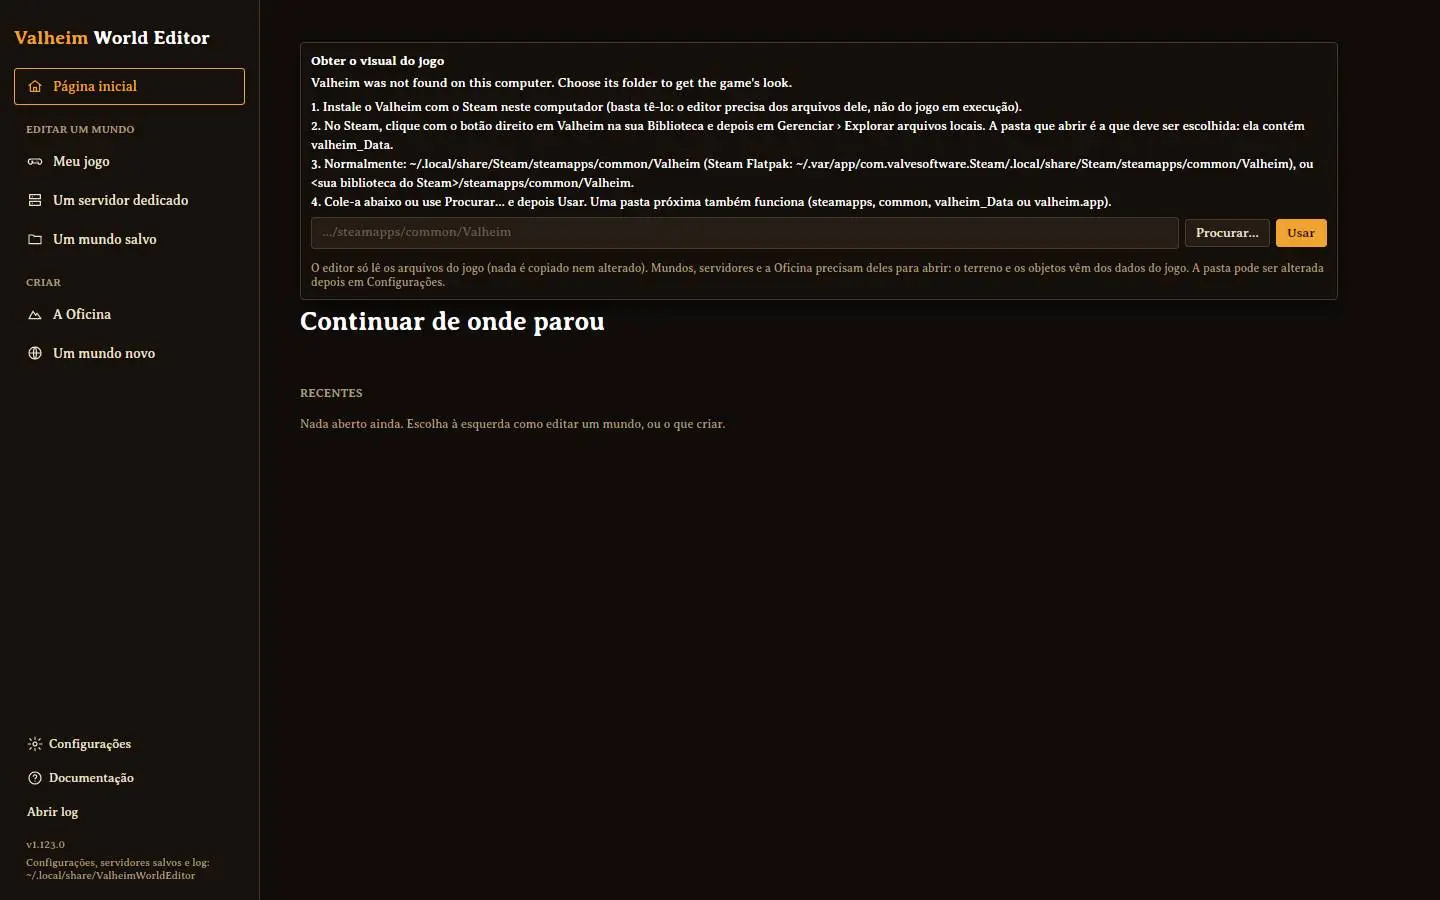 Valheim World Editor
Página inicial
EDITAR UM MUNDO
Meu jogo
Um servidor dedicado
Um mundo salvo
CRIAR
A Oficina
Um mundo novo
Configurações
Documentação
Abrir log
v1.123.0
Configurações, servidores salvos e log:
~/.local/share/ValheimWorldEditor
Obter o visual do jogo
Valheim was not found on this computer. Choose its folder to get the game's look.
1. Instale o Valheim com o Steam neste computador (basta tê-lo: o editor precisa dos arquivos dele, não do jogo em execução).
2. No Steam, clique com o botão direito em Valheim na sua Biblioteca e depois em Gerenciar › Explorar arquivos locais. A pasta que abrir é a que deve ser escolhida: ela contém
valheim_Data.
3. Normalmente: ~/.local/share/Steam/steamapps/common/Valheim (Steam Flatpak: ~/.var/app/com.valvesoftware.Steam/.local/share/Steam/steamapps/common/Valheim), ou
<sua biblioteca do Steam>/steamapps/common/Valheim.
4. Cole-a abaixo ou use Procurar... e depois Usar. Uma pasta próxima também funciona (steamapps, common, valheim_Data ou valheim.app).
.../steamapps/common/Valheim
Procurar...
Usar
O editor só lê os arquivos do jogo (nada é copiado nem alterado). Mundos, servidores e a Oficina precisam deles para abrir: o terreno e os objetos vêm dos dados do jogo. A pasta pode ser alterada
depois em Configurações.
Continuar de onde parou
RECENTES
Nada aberto ainda. Escolha à esquerda como editar um mundo, ou o que criar.